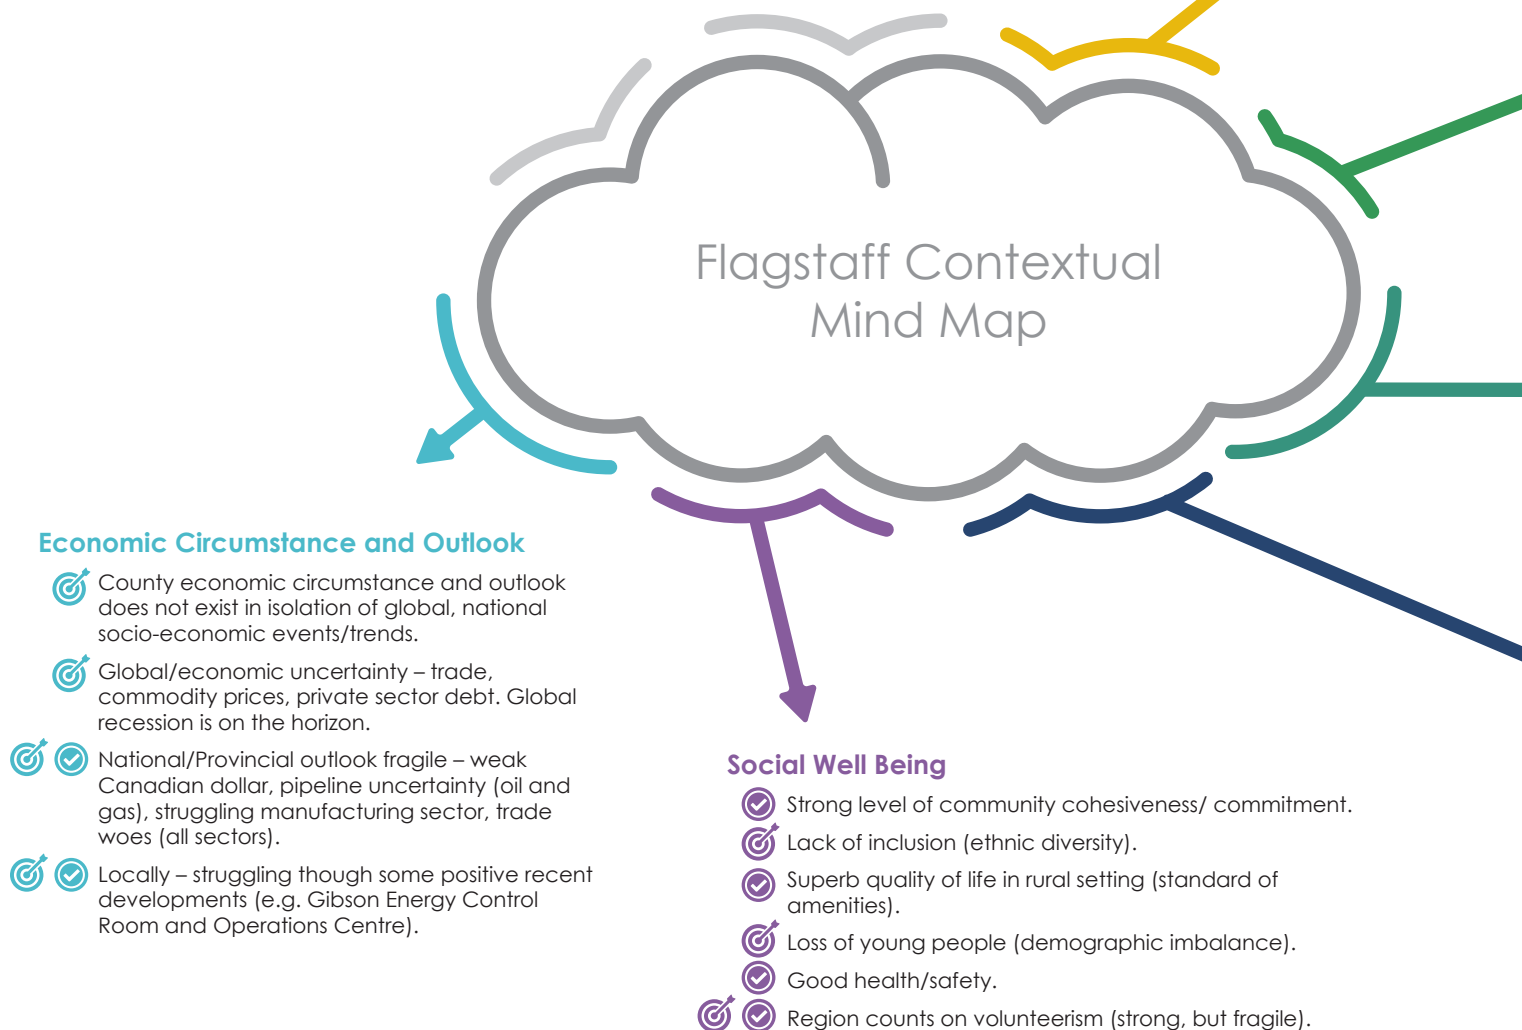 Flagstaff Contextual
Mind Map
Economic Circumstance and Outlook
County economic circumstance and outlook
does not exist in isolation of global, national
socio-economic events/trends.
Global/economic uncertainty – trade,
commodity prices, private sector debt. Global
recession is on the horizon.
National/Provincial outlook fragile – weak
Canadian dollar, pipeline uncertainty (oil and
gas), struggling manufacturing sector, trade
woes (all sectors).
Locally – struggling though some positive recent
developments (e.g. Gibson Energy Control
Room and Operations Centre).
Social Well Being
Strong level of community cohesiveness/ commitment.
Lack of inclusion (ethnic diversity).
Superb quality of life in rural setting (standard of
amenities).
Loss of young people (demographic imbalance).
Good health/safety.
Region counts on volunteerism (strong, but fragile).